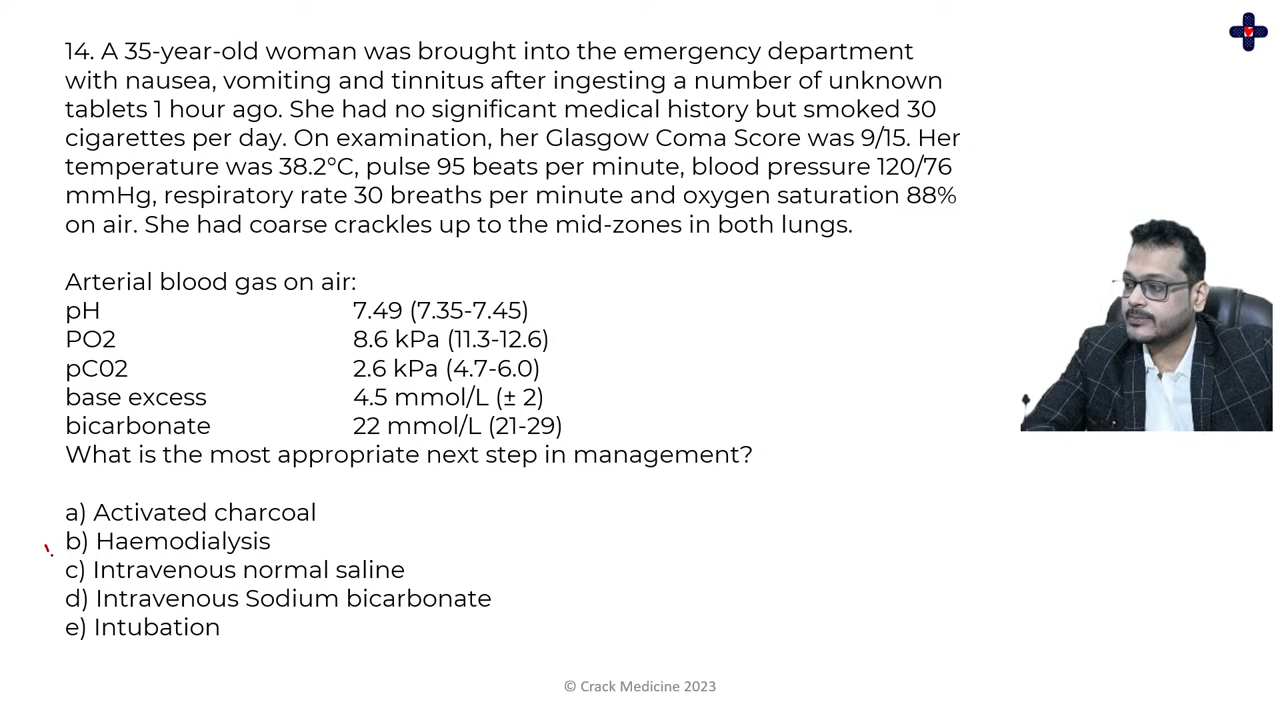 14. A 35-year-old woman was brought into the emergency department
with nausea, vomiting and tinnitus after ingesting a number of unknown
tablets 1 hour ago. She had no significant medical history but smoked 30
cigarettes per day. On examination, her Glasgow Coma Score was 9/15. Her
temperature was 38.2°C, pulse 95 beats per minute, blood pressure 120/76
mmHg, respiratory rate 30 breaths per minute and oxygen saturation 88%
on air. She had coarse crackles up to the mid-zones in both lungs.
Arterial blood gas on air:
pH 7.49 (7.35-7.45)
PO2 8.6 kPa (11.3-12.6)
pC02 2.6 kPa (4.7-6.0)
base excess 4.5 mmol/L (± 2)
bicarbonate 22 mmol/L (21-29)
What is the most appropriate next step in management?
a) Activated charcoal
b) Haemodialysis
c) Intravenous normal saline
d) Intravenous Sodium bicarbonate
e) Intubation
© Crack Medicine 2023